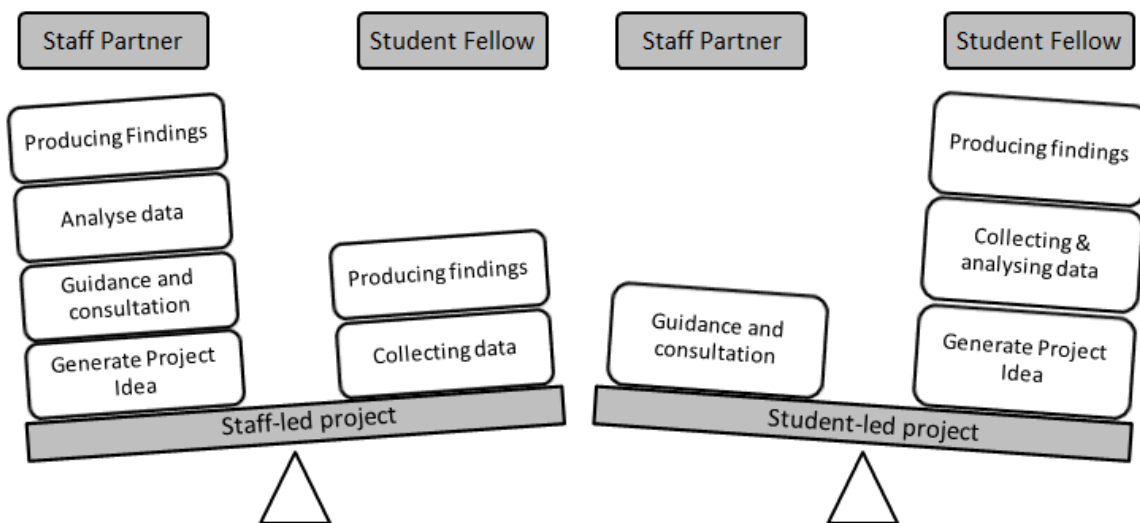 Staff Partner
Student Fellow
Staff Partner
Student Fellow
Producing Findings
Analyse data
Guidance and
consultation
Generate Project
Idea
Producing findings
Collecting data
Staff-led project
Guidance and
consultation
Producing findings
Collecting &
analysing data
Generate Project
Idea
Student-led project